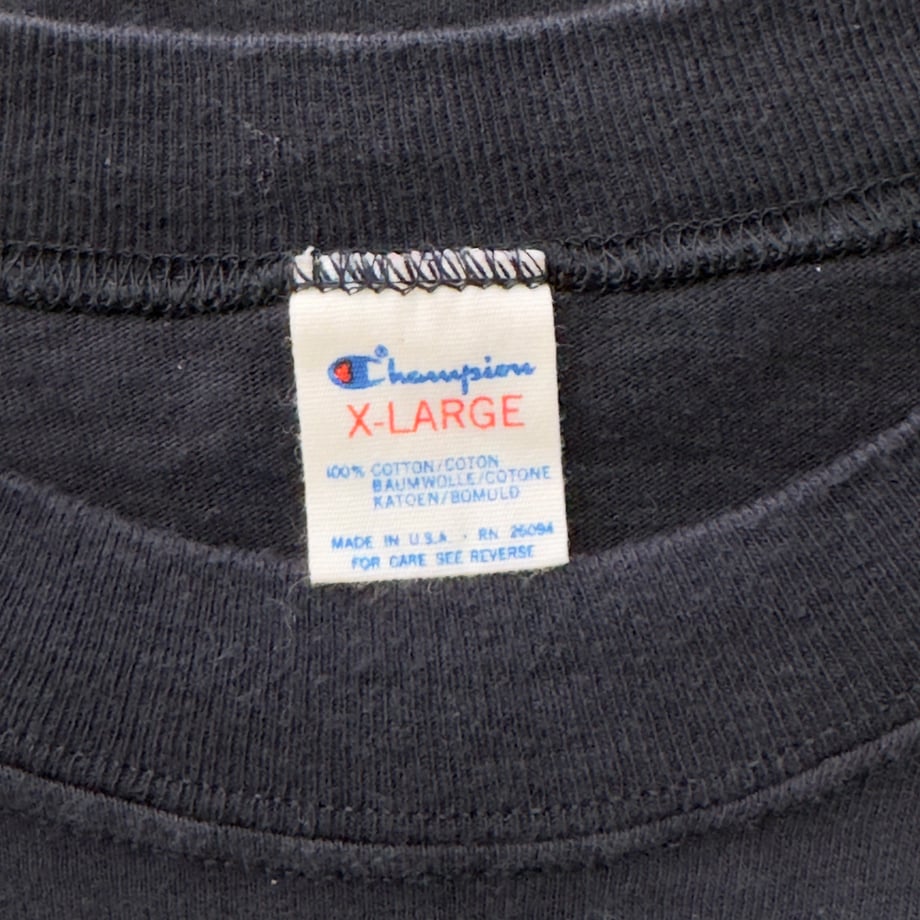 Champion®
X-LARGE
100% COTTON/COTON
BAUMWOLLE/COTONE
KATOEN/BOMULD
MADE IN U.S.A. · RN 26094
FOR CARE SEE REVERSE